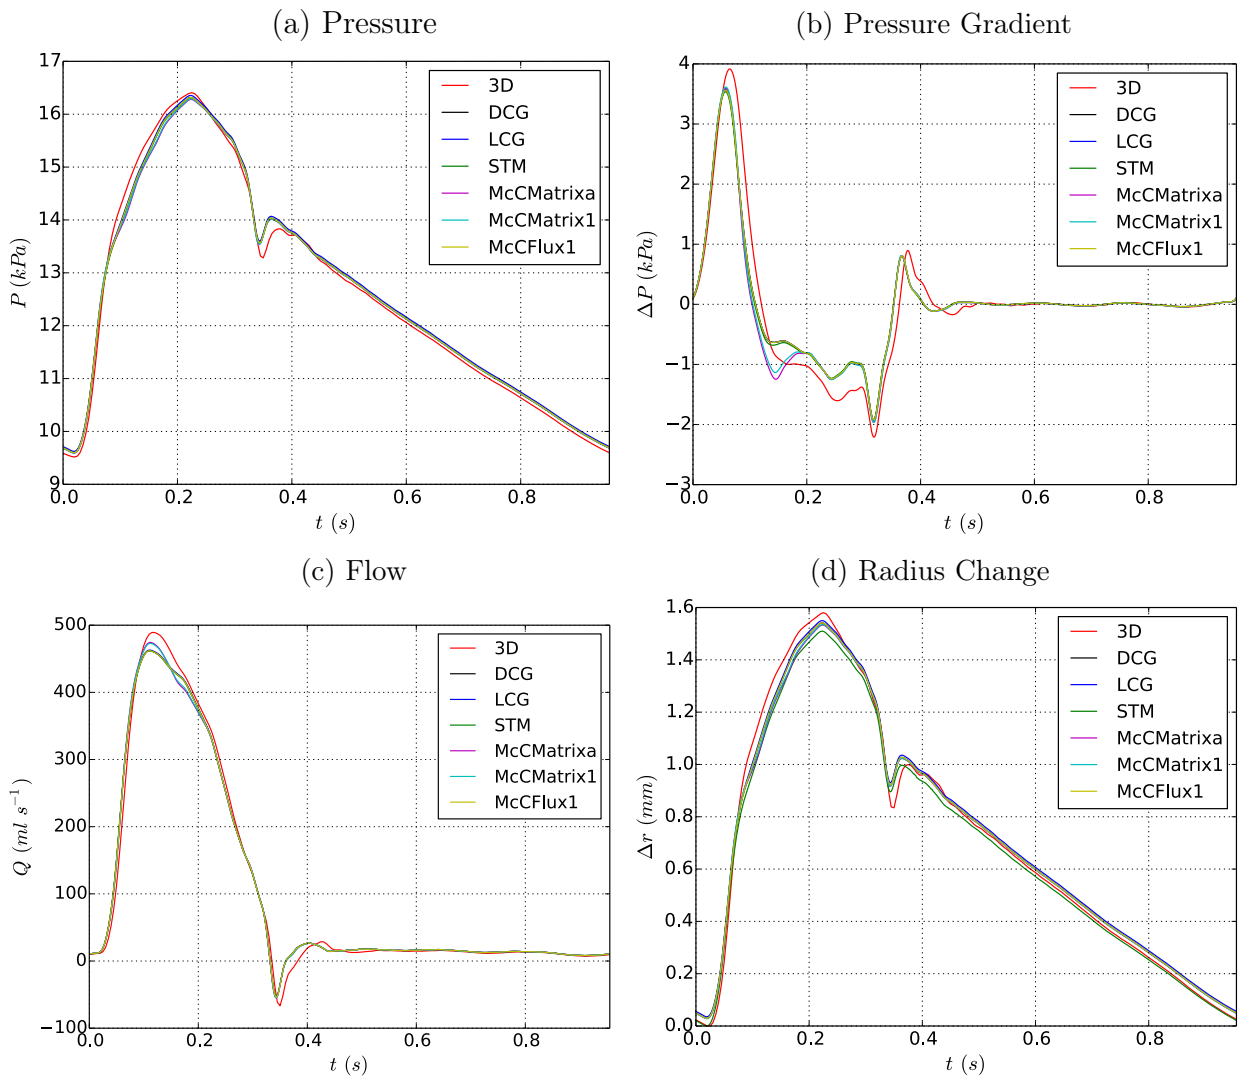 (a) Pressure
17
16
15
14
13
12
11
10
9
P (kPa)
0.0 0.2 0.4 0.6 0.8
t (s)
3D
DCG
LCG
STM
McCMatrixa
McCMatrix1
McCFlux1
(b) Pressure Gradient
4
3
2
1
0
−1
−2
−3
ΔP (kPa)
0.0 0.2 0.4 0.6 0.8
t (s)
3D
DCG
LCG
STM
McCMatrixa
McCMatrix1
McCFlux1
(c) Flow
500
400
300
200
100
0
−100
Q (ml s⁻¹)
0.0 0.2 0.4 0.6 0.8
t (s)
3D
DCG
LCG
STM
McCMatrixa
McCMatrix1
McCFlux1
(d) Radius Change
1.6
1.4
1.2
1.0
0.8
0.6
0.4
0.2
0.0
Δr (mm)
0.0 0.2 0.4 0.6 0.8
t (s)
3D
DCG
LCG
STM
McCMatrixa
McCMatrix1
McCFlux1